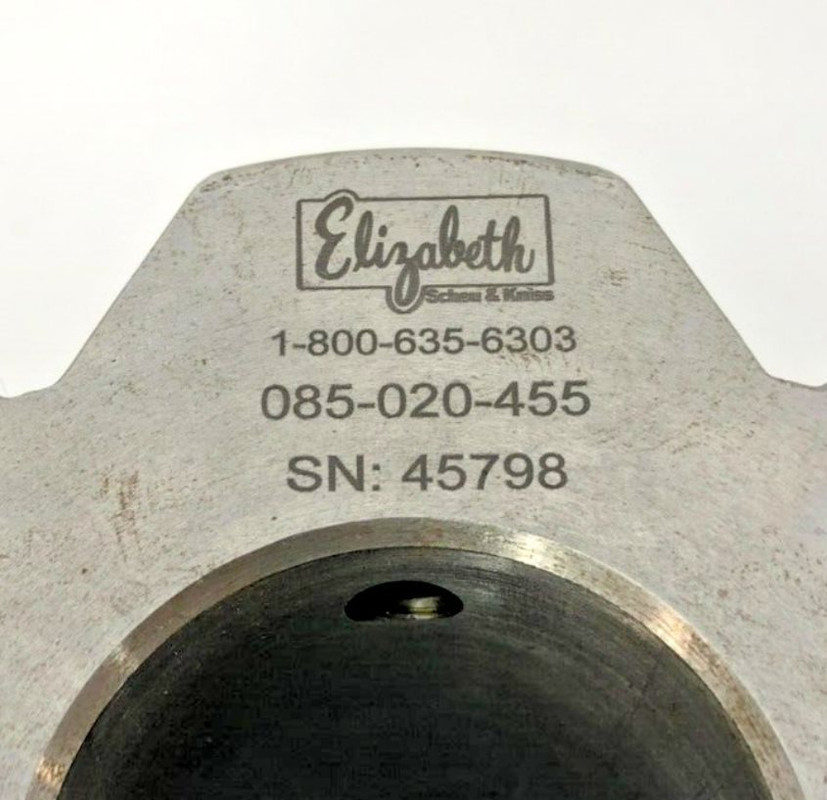 Elizabeth
Scheu & Kniss
1-800-635-6303
085-020-455
SN: 45798